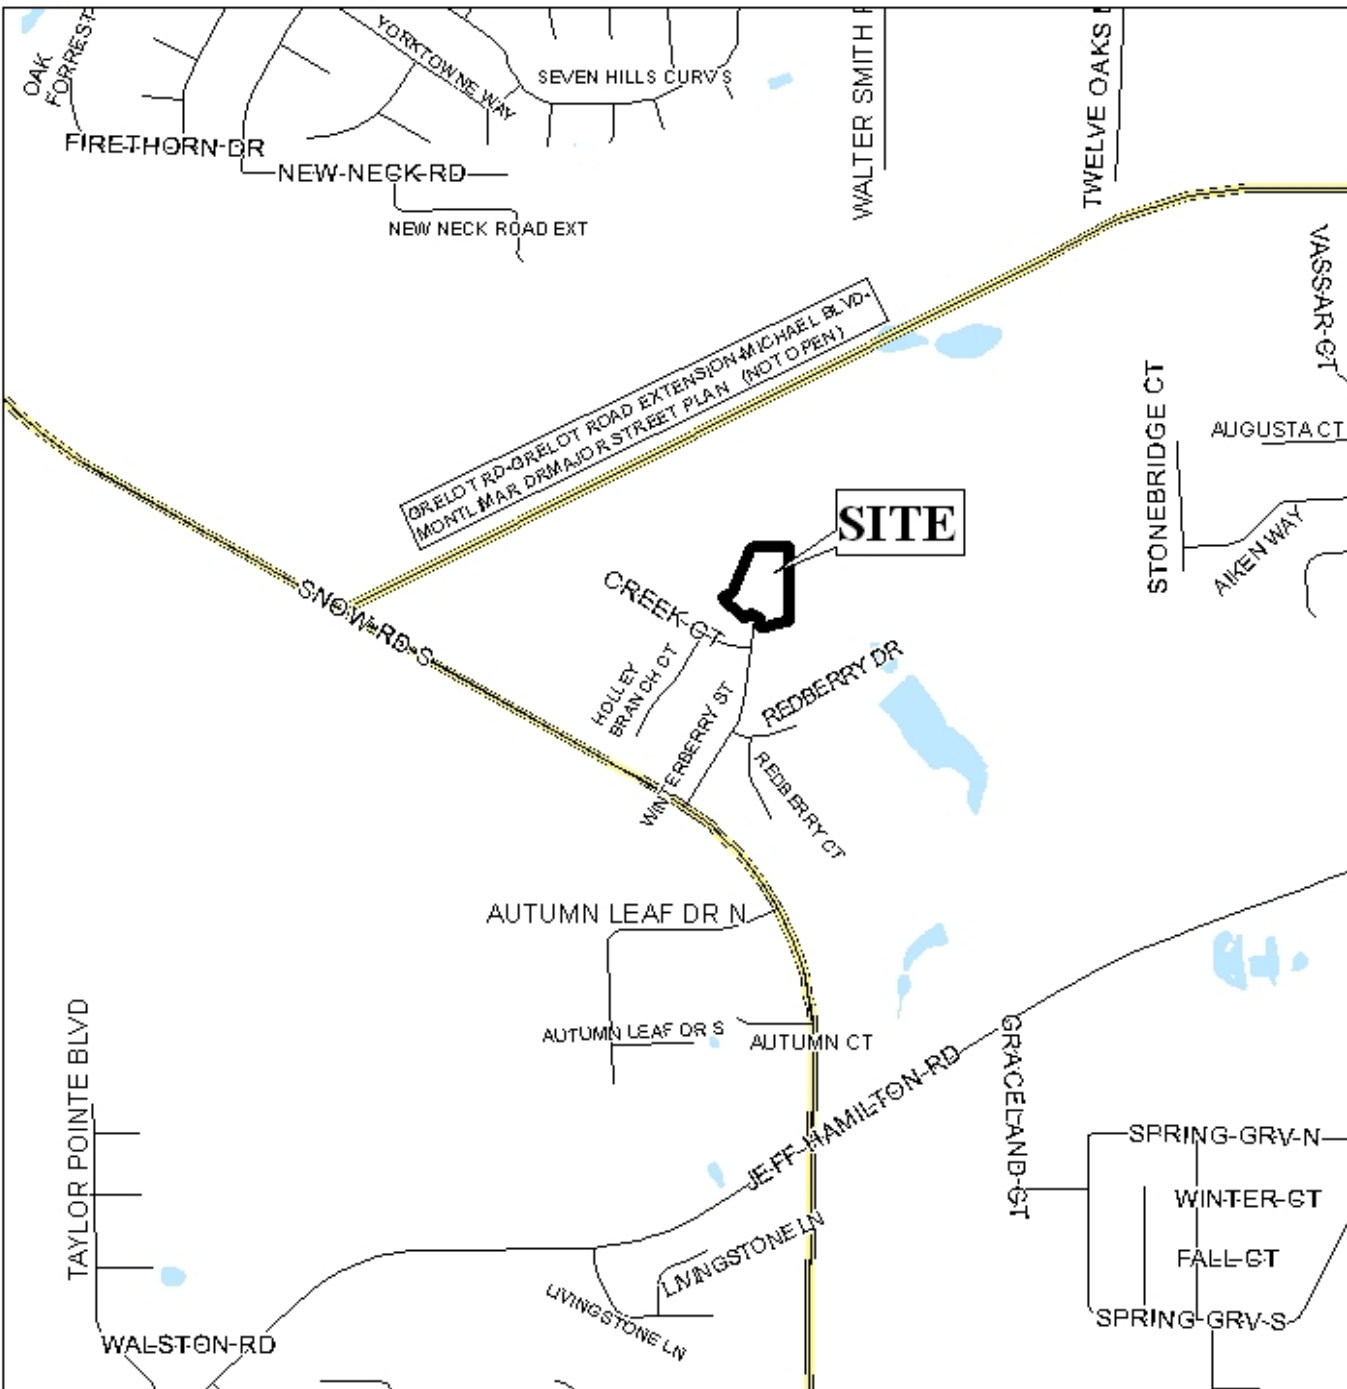 OAK
FORREST
YORKTOWNE WAY
SEVEN HILLS CURV S
WALTER SMITH
TWELVE OAKS
FIRETHORN DR
NEW NECK RD
NEW NECK ROAD EXT
VASSAR CT
GRELOT RD-GRELOT ROAD EXTENSION-MICHAEL BLVD-
MONTLIMAR DRMAJOR STREET PLAN (NOT OPEN)
STONEBRIDGE CT
AUGUSTA CT
AIKEN WAY
SITE
SNOW RD S
CREEK CT
HOLLEY
BRANCH CT
WINTERBERRY ST
REDBERRY DR
REDBERRY CT
AUTUMN LEAF DR N
AUTUMN LEAF DR S
AUTUMN CT
JEFF HAMILTON RD
GRACELAND CT
TAYLOR POINTE BLVD
SPRING GRV N
WINTER CT
FALL CT
SPRING GRV S
LIVINGSTONE LN
LIVINGSTONE LN
WALSTON RD